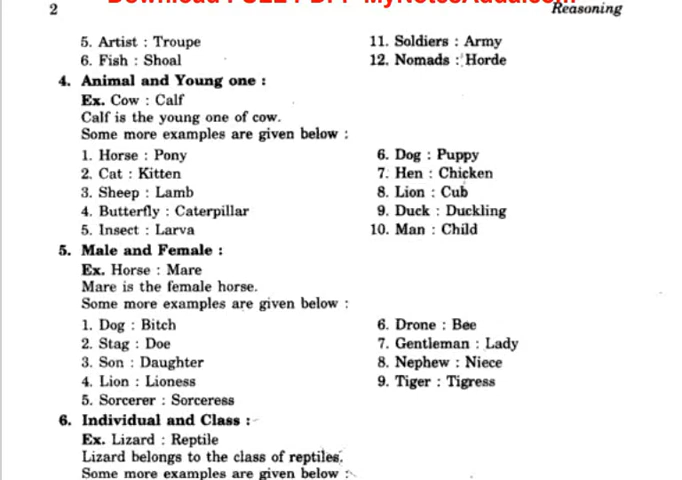 2
Reasoning
5. Artist : Troupe
6. Fish : Shoal
11. Soldiers : Army
12. Nomads : Horde
4. Animal and Young one :
Ex. Cow : Calf
Calf is the young one of cow.
Some more examples are given below :
1. Horse : Pony
2. Cat : Kitten
3. Sheep : Lamb
4. Butterfly : Caterpillar
5. Insect : Larva
6. Dog : Puppy
7. Hen : Chicken
8. Lion : Cub
9. Duck : Duckling
10. Man : Child
5. Male and Female :
Ex. Horse : Mare
Mare is the female horse.
Some more examples are given below :
1. Dog : Bitch
2. Stag : Doe
3. Son : Daughter
4. Lion : Lioness
5. Sorcerer : Sorceress
6. Drone : Bee
7. Gentleman : Lady
8. Nephew : Niece
9. Tiger : Tigress
6. Individual and Class :
Ex. Lizard : Reptile
Lizard belongs to the class of reptiles.
Some more examples are given below :